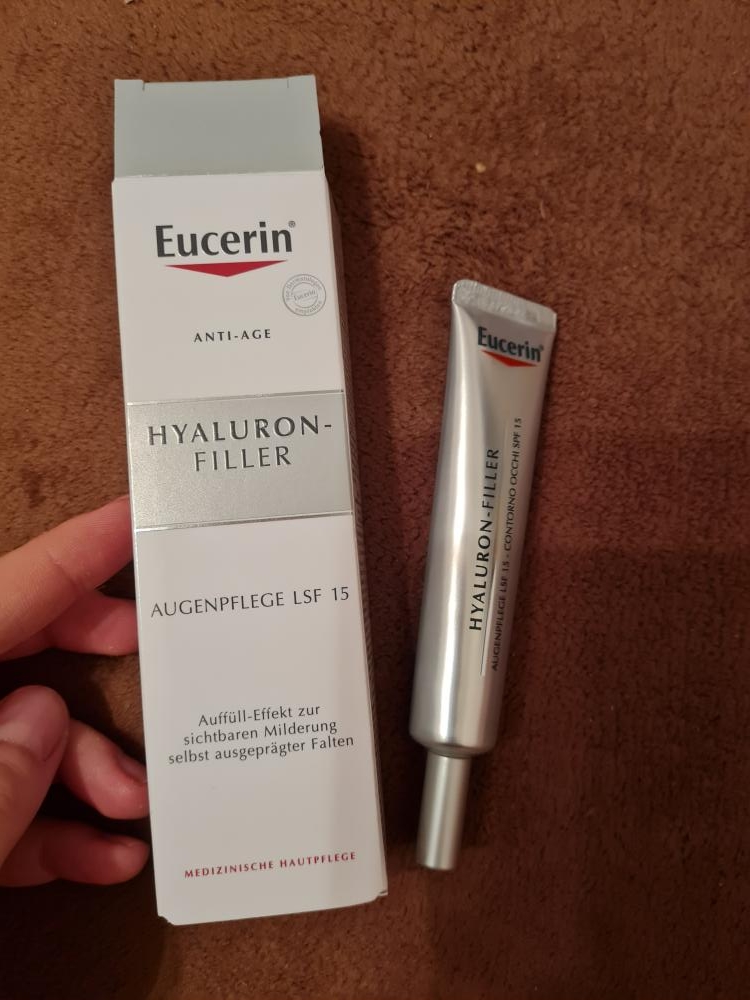 Eucerin®
Eucerin
ANTI-AGE
HYALURON-
FILLER
AUGENPFLEGE LSF 15
Auffüll-Effekt zur
sichtbaren Milderung
selbst ausgeprägter Falten
MEDIZINISCHE HAUTPFLEGE
Eucerin®
HYALURON-FILLER
AUGENPFLEGE LSF 15 - CONTORNO OCCHI SPF 15